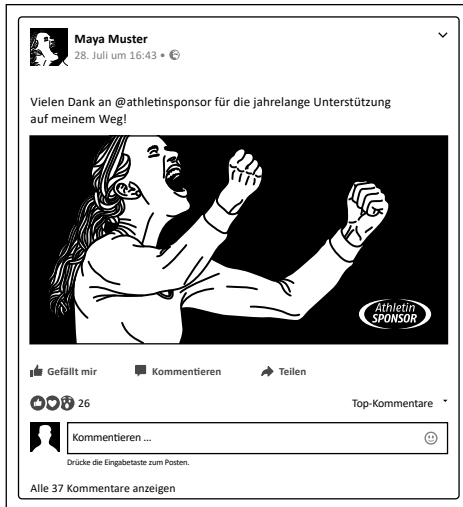 Maya Muster
28. Juli um 16:43 •
Vielen Dank an @athletinsponsor für die jahrelange Unterstützung
auf meinem Weg!
Athletin
SPONSOR
Gefällt mir
Kommentieren
Teilen
26
Top-Kommentare
Kommentieren ...
Drücke die Eingabetaste zum Posten.
Alle 37 Kommentare anzeigen